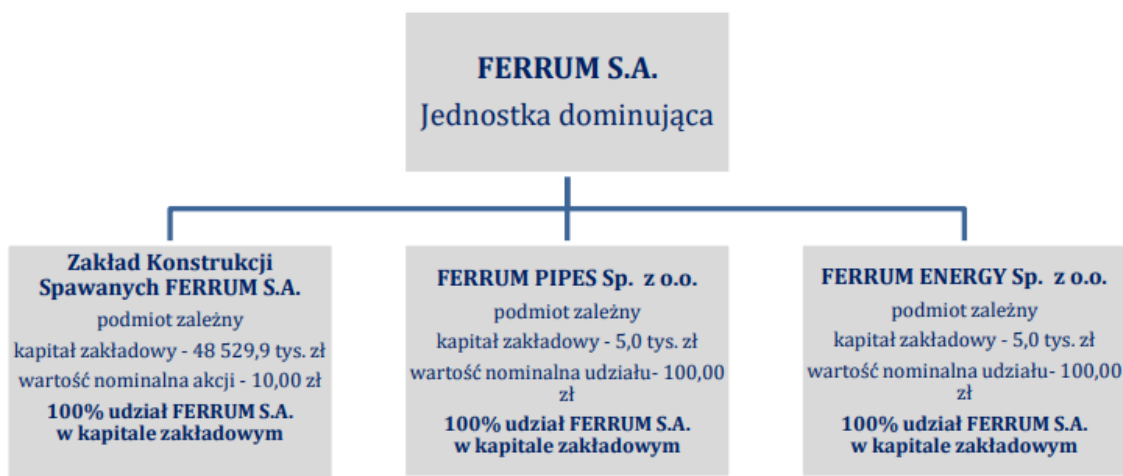 FERRUM S.A.
Jednostka dominująca
Zakład Konstrukcji
Spawanych FERRUM S.A.
podmiot zależny
kapitał zakładowy - 48 529,9 tys. zł
wartość nominalna akcji - 10,00 zł
100% udział FERRUM S.A.
w kapitale zakładowym
FERRUM PIPES Sp. z o.o.
podmiot zależny
kapitał zakładowy - 5,0 tys. zł
wartość nominalna udziału- 100,00
zł
100% udział FERRUM S.A.
w kapitale zakładowym
FERRUM ENERGY Sp. z o.o.
podmiot zależny
kapitał zakładowy - 5,0 tys. zł
wartość nominalna udziału- 100,00
zł
100% udział FERRUM S.A.
w kapitale zakładowym